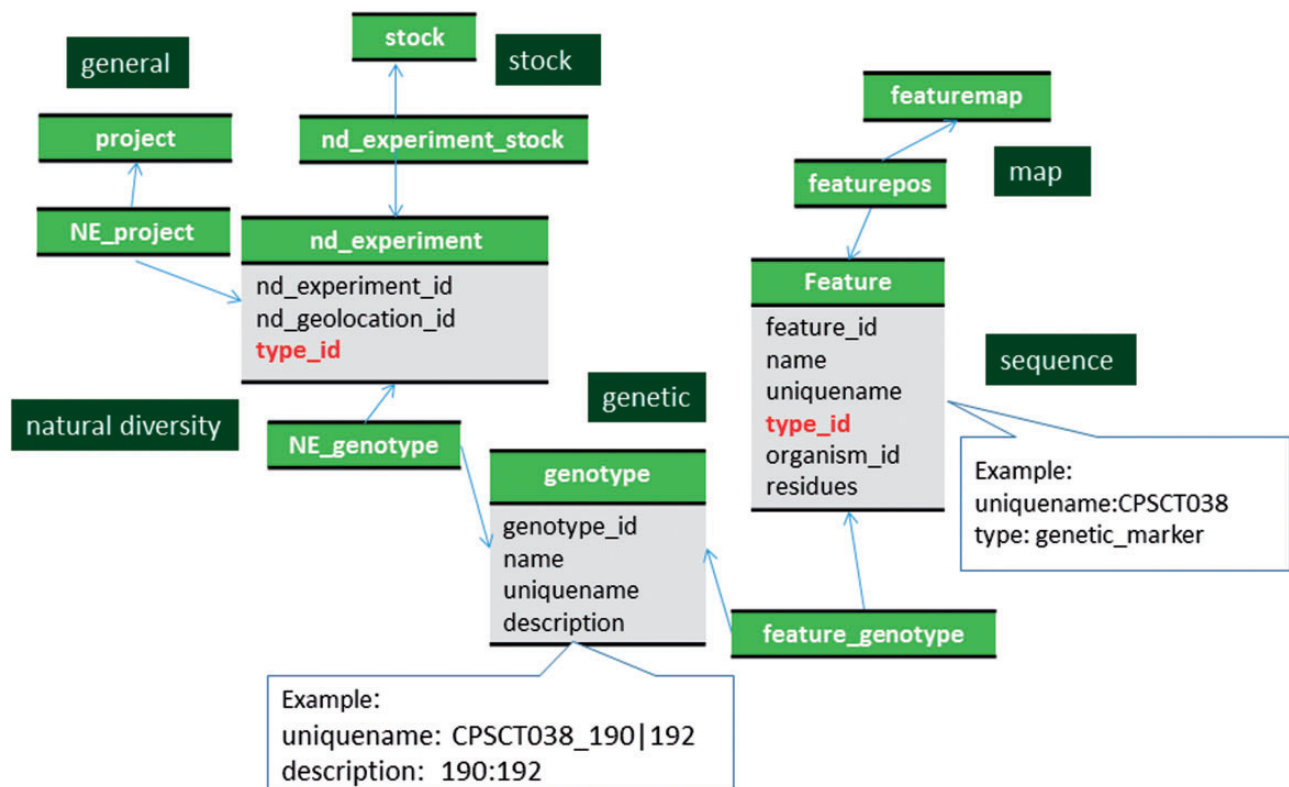 stock
general
stock
featuremap
project
nd_experiment_stock
map
featurepos
NE_project
nd_experiment
nd_experiment_id
nd_geolocation_id
type_id
Feature
feature_id
name
uniquename
type_id
organism_id
residues
sequence
genetic
natural diversity
NE_genotype
genotype
genotype_id
name
uniquename
description
Example:
uniquename:CPSCT038
type: genetic_marker
feature_genotype
Example:
uniquename: CPSCT038_190|192
description: 190:192